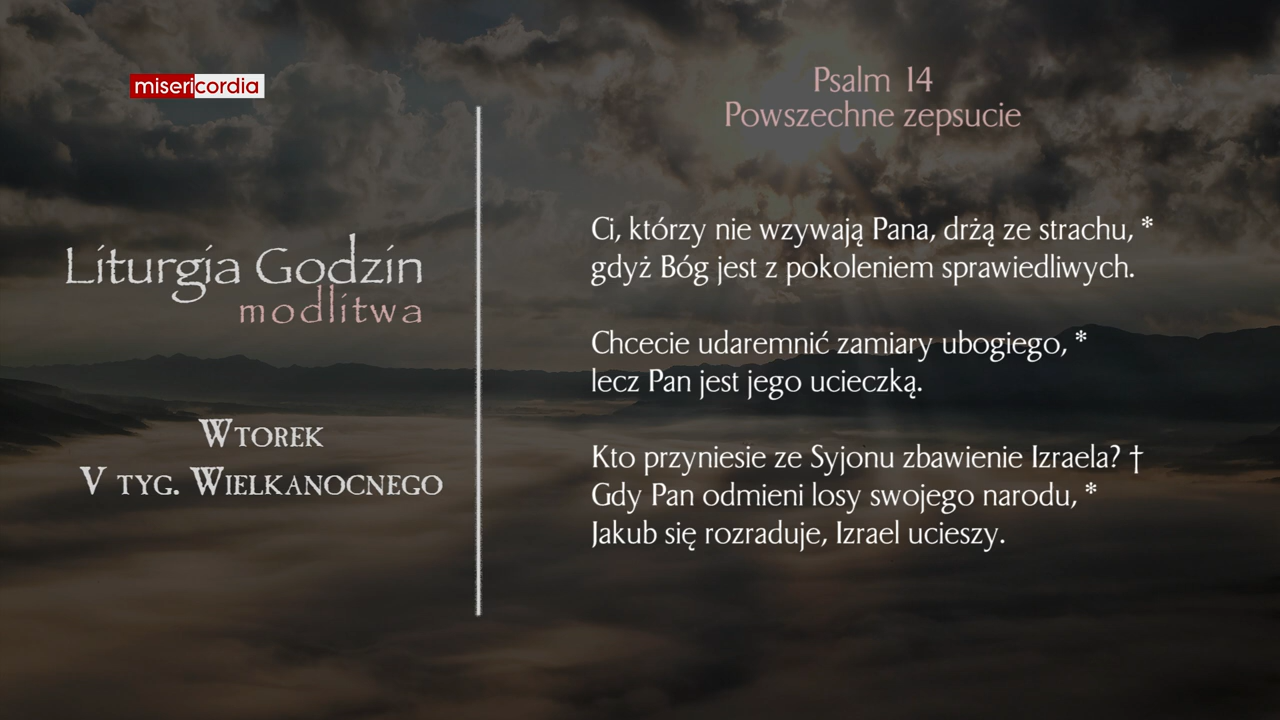 misericordia
Liturgia Godzin
modlitwa
Wtorek
V tyg. Wielkanocnego
Psalm 14
Powszechne zepsucie
Ci, którzy nie wzywają Pana, drżą ze strachu, *
gdyż Bóg jest z pokoleniem sprawiedliwych.
Chcecie udaremnić zamiary ubogiego, *
lecz Pan jest jego ucieczką.
Kto przyniesie ze Syjonu zbawienie Izraela? †
Gdy Pan odmieni losy swojego narodu, *
Jakub się rozraduje, Izrael ucieszy.